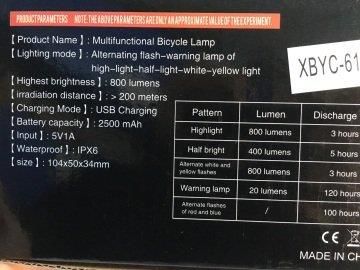 PRODUCT PARAMETERS NOTE: THE ABOVE PARAMETERS ARE ONLY AN AVERAGE OF THE EXPERIMENT
【 Product Name 】: Multifunctional Bicycle Lamp
【 Lighting mode 】: Alternating flash-warning lamp of
high-light-half-light-white-yellow light
【 Highest brightness 】: 800 lumens
【 irradiation distance 】: > 200 meters
【 Charging Mode 】: USB Charging
【 Battery capacity 】: 2500 mAh
【 Input 】: 5V1A
【 Waterproof 】: IPX6
【 size 】: 104x50x34mm
XBYC-61
Pattern Lumen Discharge
Highlight 800 lumens 3 hours
Half bright 400 lumens 5 hours
Alternate white and
yellow flashes 800 lumens 3 hours
Warning lamp 20 lumens 120 hours
Alternate flashes
of red and blue / 100 hours
CE
MADE IN CH